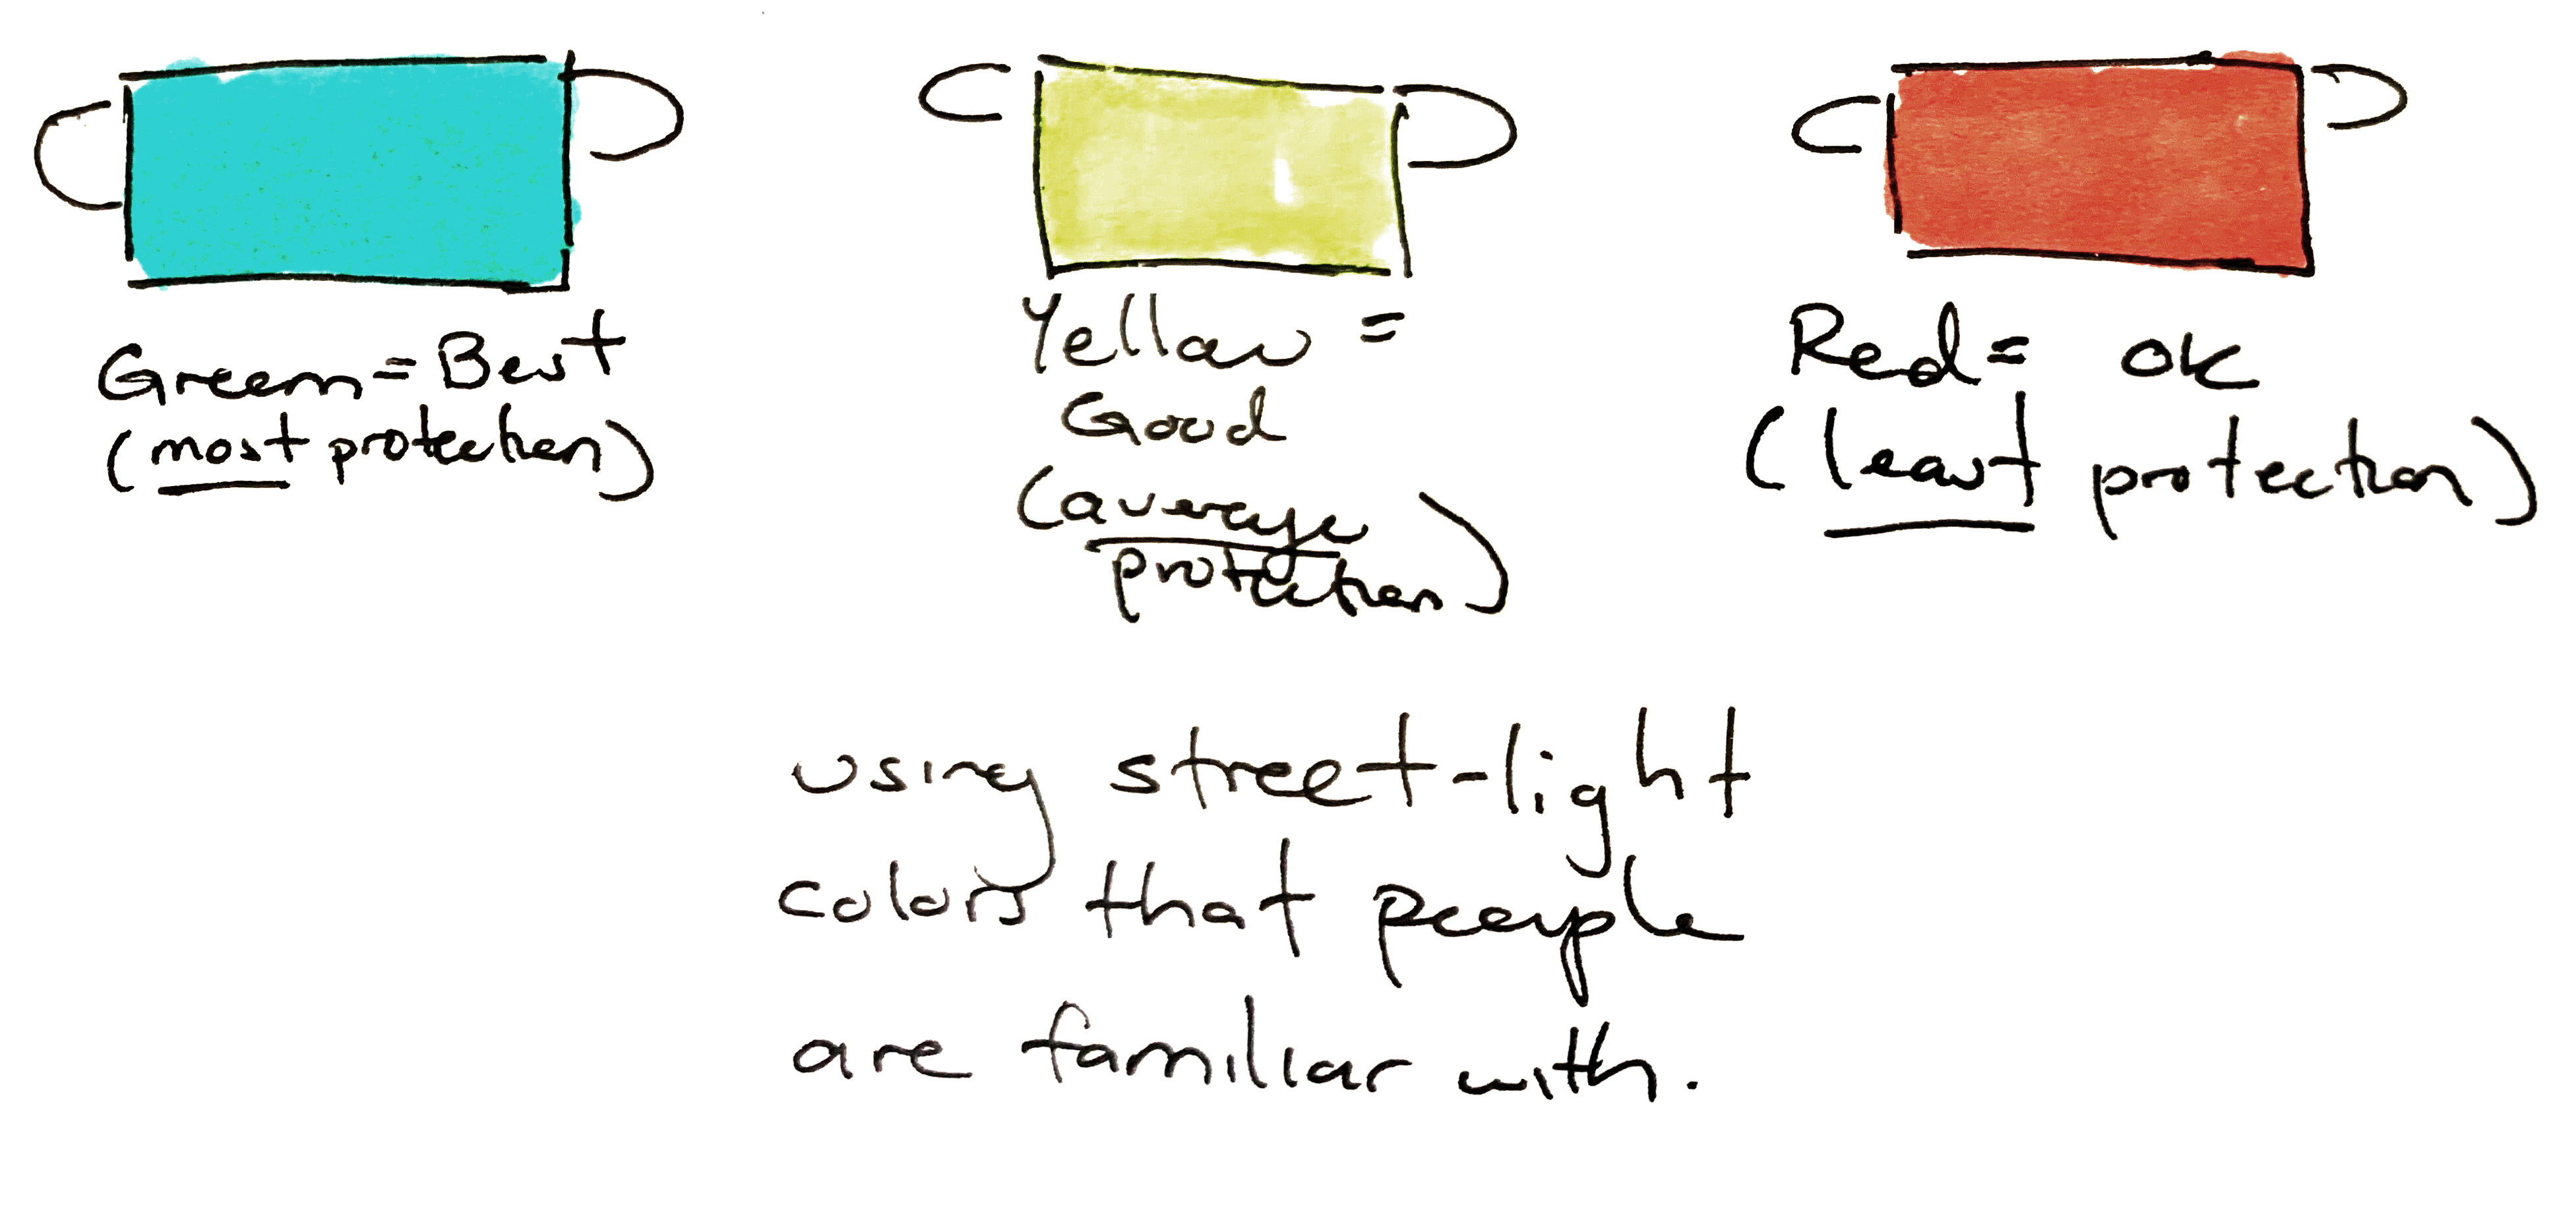 Green = Best
(most protection)
Yellow =
Good
(average
protection)
Red = OK
(least protection)
using street-light
colors that people
are familiar with.